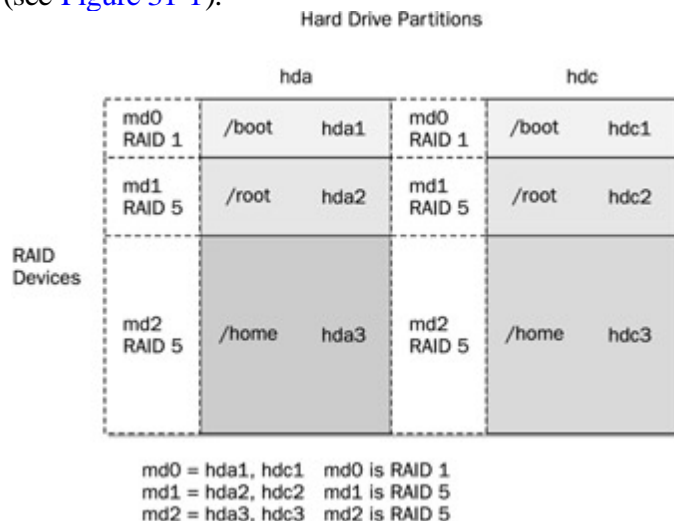 (see Figure 31-1).
Hard Drive Partitions
hda hdc
md0 RAID 1 /boot hda1 md0 RAID 1 /boot hdc1
md1 RAID 5 /root hda2 md1 RAID 5 /root hdc2
RAID Devices
md2 RAID 5 /home hda3 md2 RAID 5 /home hdc3
md0 = hda1, hdc1 md0 is RAID 1
md1 = hda2, hdc2 md1 is RAID 5
md2 = hda3, hdc3 md2 is RAID 5